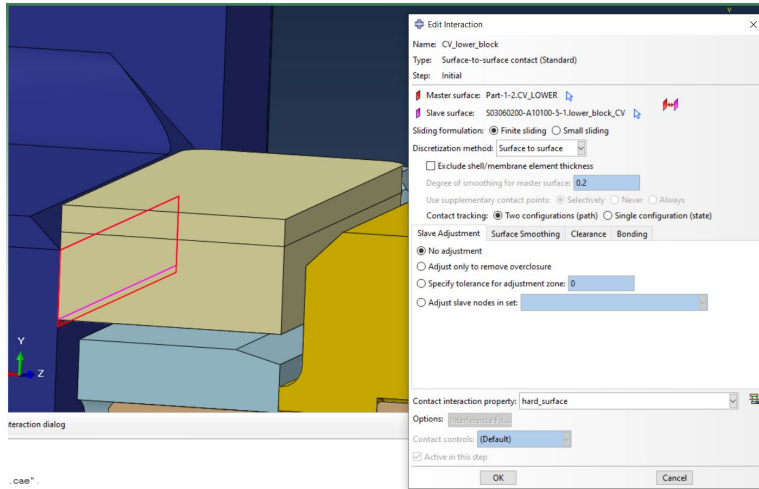 Y
Edit Interaction
Name: CV_lower_block
Type: Surface-to-surface contact (Standard)
Step: Initial
Master surface: Part-1-2.CV_LOWER
Slave surface: S03060200-A10100-5-1.lower_block_CV
Sliding formulation: Finite sliding Small sliding
Discretization method: Surface to surface
Exclude shell/membrane element thickness
Degree of smoothing for master surface: 0.2
Use supplementary contact points: Selectively Never Always
Contact tracking: Two configurations (path) Single configuration (state)
Slave Adjustment Surface Smoothing Clearance Bonding
No adjustment
Adjust only to remove overclosure
Specify tolerance for adjustment zone: 0
Adjust slave nodes in set:
Y
Z
Contact interaction property: hard_surface
Options: Interference Fit...
nteraction dialog
Contact controls: (Default)
Active in this step
OK Cancel
.cae".